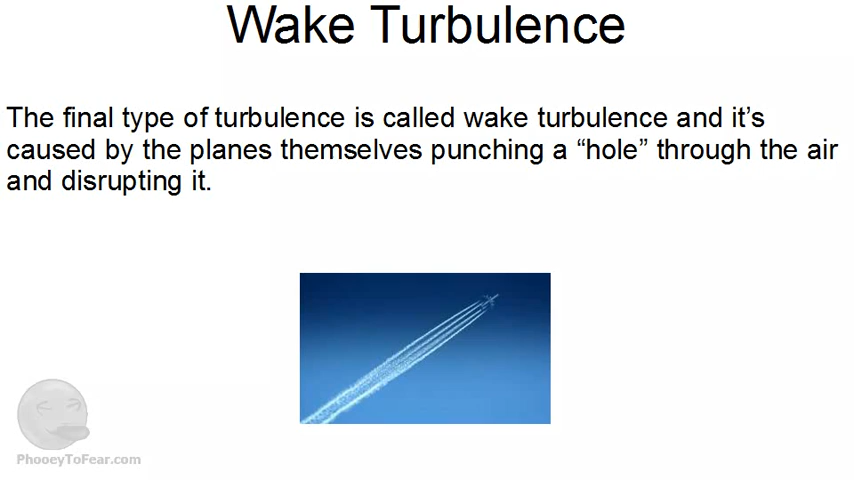 Wake Turbulence
The final type of turbulence is called wake turbulence and it’s
caused by the planes themselves punching a “hole” through the air
and disrupting it.
PhooeyToFear.com